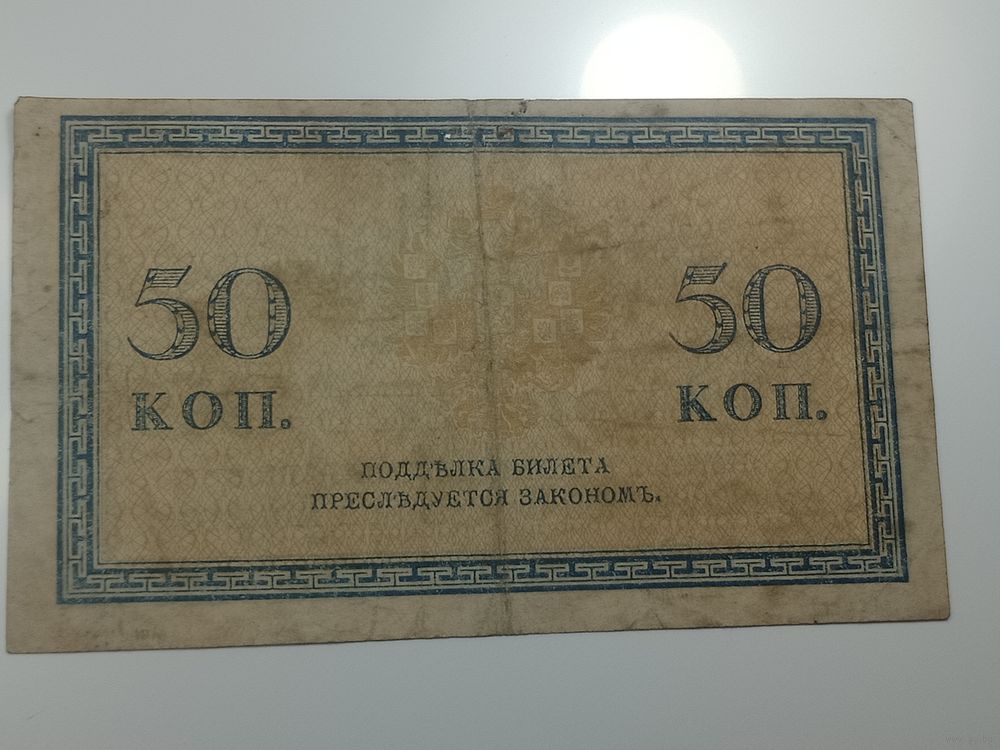 50 50
КОП. КОП.
ПОДДѢЛКА БИЛЕТА
ПРЕСЛѢДУЕТСЯ ЗАКОНОМЪ.